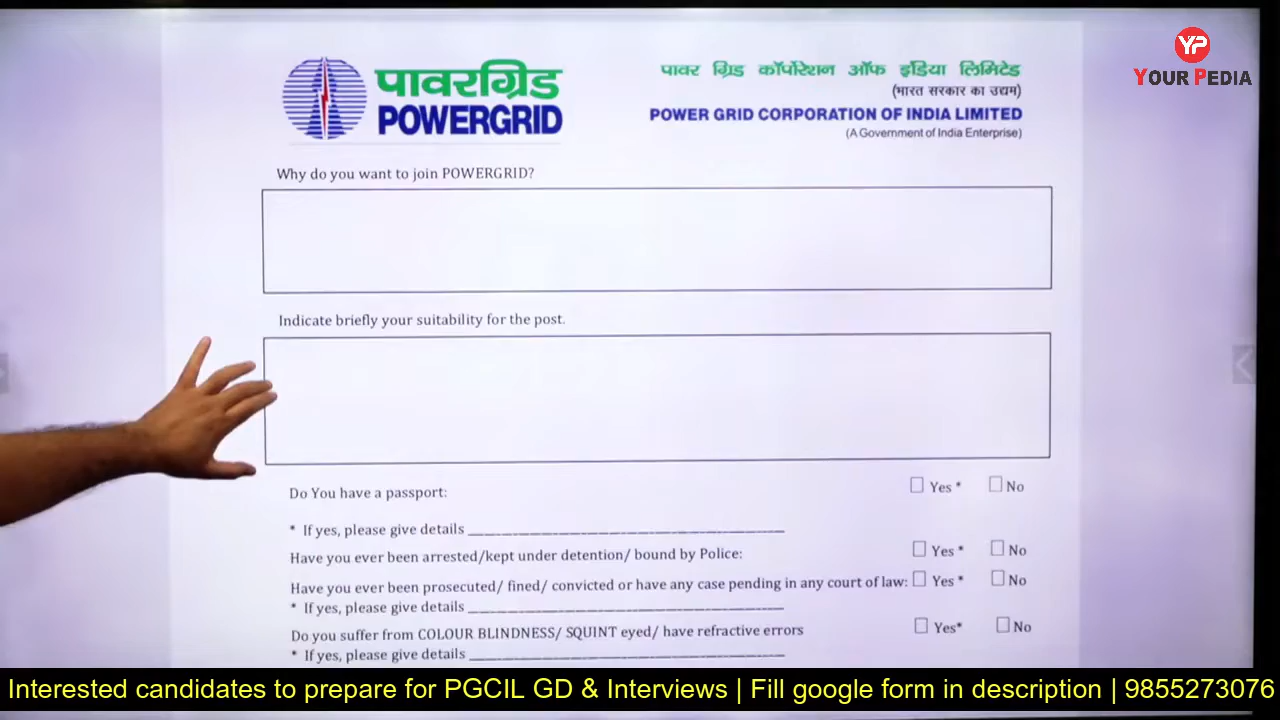 YP
YOUR PEDIA
पावरग्रिड
POWERGRID
पावर ग्रिड कॉर्पोरेशन ऑफ इंडिया लिमिटेड
(भारत सरकार का उद्यम)
POWER GRID CORPORATION OF INDIA LIMITED
(A Government of India Enterprise)
Why do you want to join POWERGRID?
Indicate briefly your suitability for the post.
Do You have a passport: Yes * No
* If yes, please give details
Have you ever been arrested/kept under detention/ bound by Police: Yes * No
Have you ever been prosecuted/ fined/ convicted or have any case pending in any court of law: Yes * No
* If yes, please give details
Do you suffer from COLOUR BLINDNESS/ SQUINT eyed/ have refractive errors Yes* No
* If yes, please give details
Interested candidates to prepare for PGCIL GD & Interviews | Fill google form in description | 9855273076